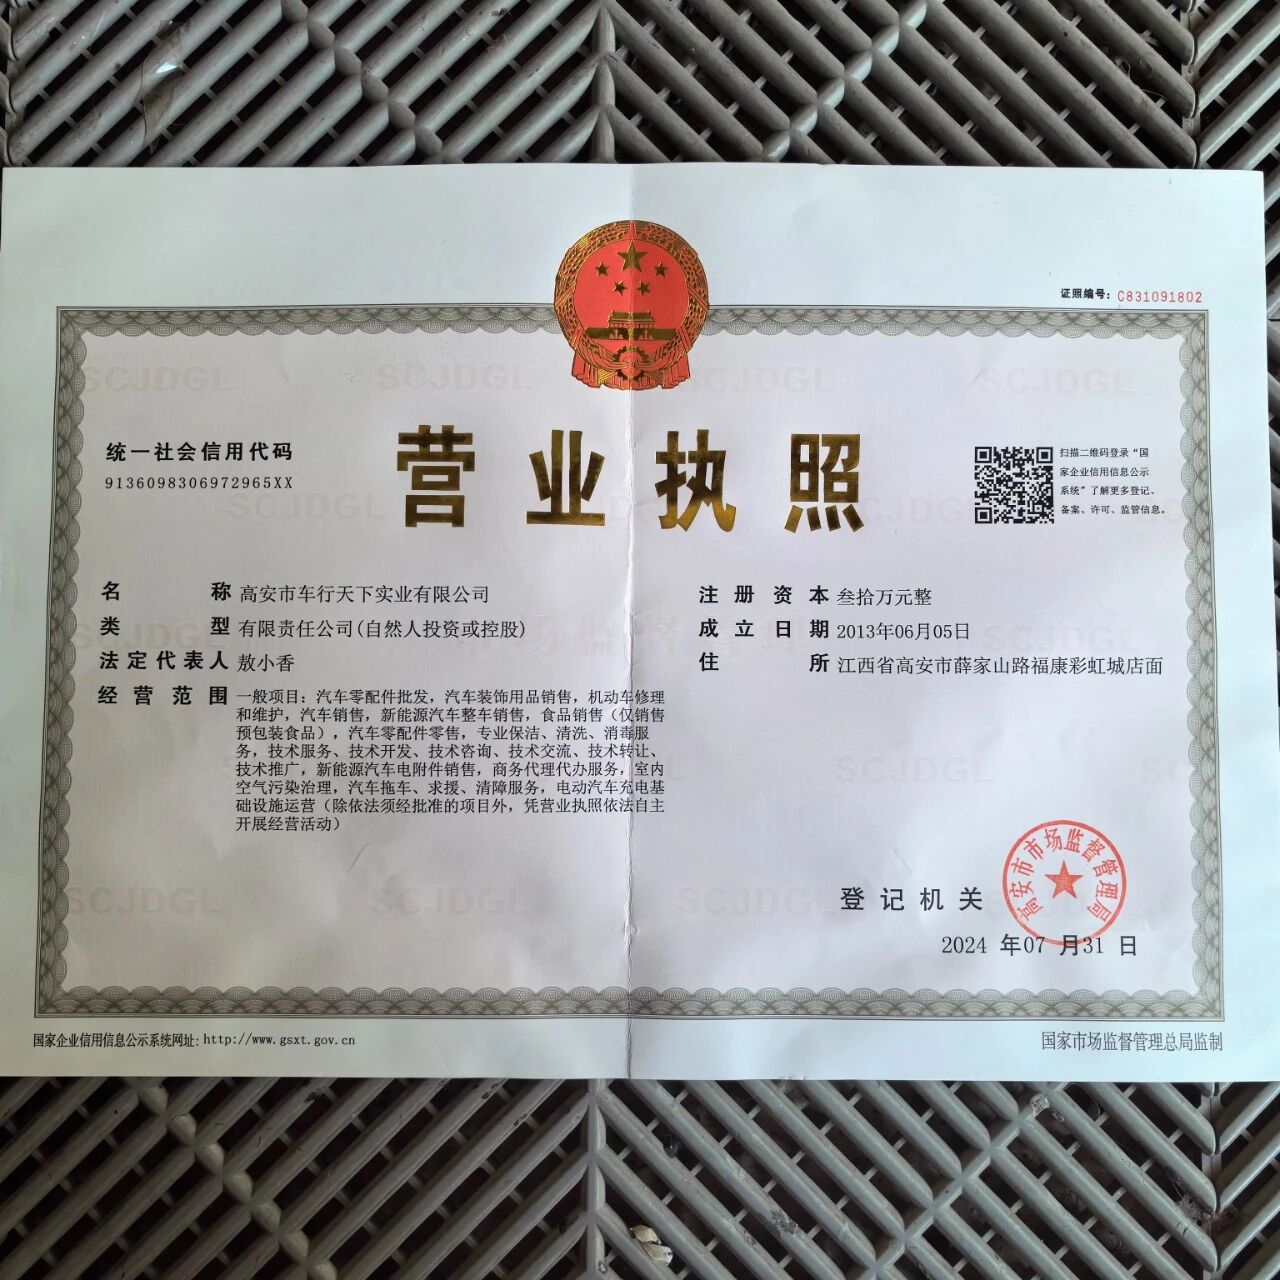 证照编号：C831091802
SCJDGL
统一社会信用代码
9136098306972965XX
营业执照
扫描二维码登录“国
家企业信用信息公示
系统”了解更多登记、
备案、许可、监管信息。
名称 高安市车行天下实业有限公司
类型 有限责任公司(自然人投资或控股)
法定代表人 敖小香
经营范围 一般项目：汽车零配件批发，汽车装饰用品销售，机动车修理
和维护，汽车销售，新能源汽车整车销售，食品销售（仅销售
预包装食品），汽车零配件零售，专业保洁、清洗、消毒服
务，技术服务、技术开发、技术咨询、技术交流、技术转让、
技术推广，新能源汽车电附件销售，商务代理代办服务，室内
空气污染治理，汽车拖车、求援、清障服务，电动汽车充电基
础设施运营（除依法须经批准的项目外，凭营业执照依法自主
开展经营活动）
注册资本 叁拾万元整
成立日期 2013年06月05日
住所 江西省高安市薛家山路福康彩虹城店面
登记机关
高安市市场监督管理局
2024 年07 月31 日
国家企业信用信息公示系统网址：http://www.gsxt.gov.cn
国家市场监督管理总局监制